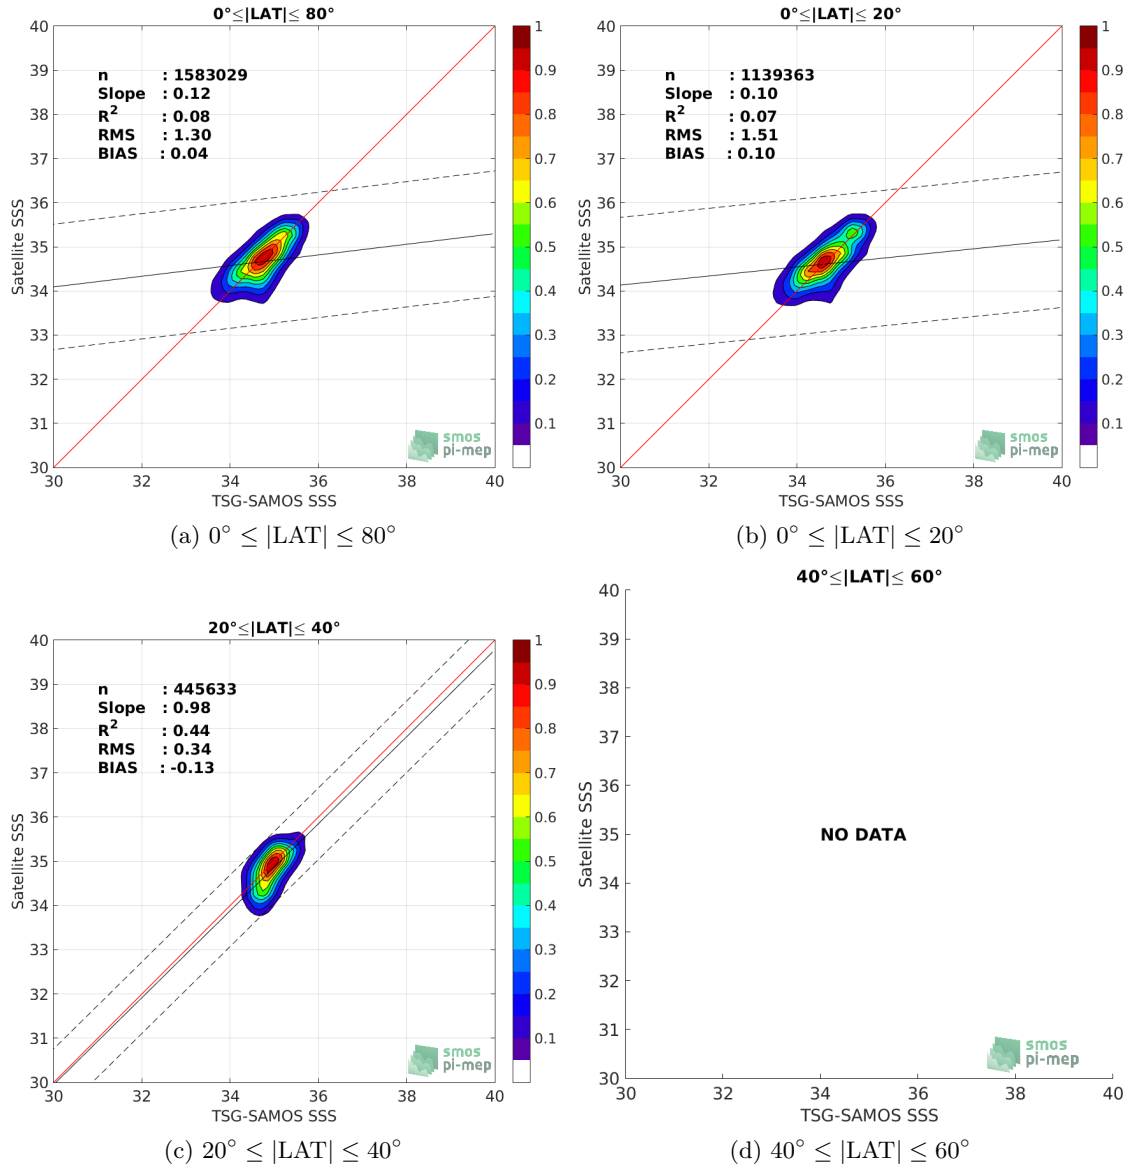 0°≤|LAT|≤ 80°
40
39
38
37
36
35
34
33
32
31
30
Satellite SSS
n : 1583029
Slope : 0.12
R² : 0.08
RMS : 1.30
BIAS : 0.04
smos
pi-mep
30 32 34 36 38 40
TSG-SAMOS SSS
1
0.9
0.8
0.7
0.6
0.5
0.4
0.3
0.2
0.1
(a) 0° ≤ |LAT| ≤ 80°
0°≤|LAT|≤ 20°
40
39
38
37
36
35
34
33
32
31
30
Satellite SSS
n : 1139363
Slope : 0.10
R² : 0.07
RMS : 1.51
BIAS : 0.10
smos
pi-mep
30 32 34 36 38 40
TSG-SAMOS SSS
1
0.9
0.8
0.7
0.6
0.5
0.4
0.3
0.2
0.1
(b) 0° ≤ |LAT| ≤ 20°
20°≤|LAT|≤ 40°
40
39
38
37
36
35
34
33
32
31
30
Satellite SSS
n : 445633
Slope : 0.98
R² : 0.44
RMS : 0.34
BIAS : -0.13
smos
pi-mep
30 32 34 36 38 40
TSG-SAMOS SSS
1
0.9
0.8
0.7
0.6
0.5
0.4
0.3
0.2
0.1
(c) 20° ≤ |LAT| ≤ 40°
40°≤|LAT|≤ 60°
40
39
38
37
36
35
34
33
32
31
30
Satellite SSS
NO DATA
smos
pi-mep
30 32 34 36 38 40
TSG-SAMOS SSS
(d) 40° ≤ |LAT| ≤ 60°